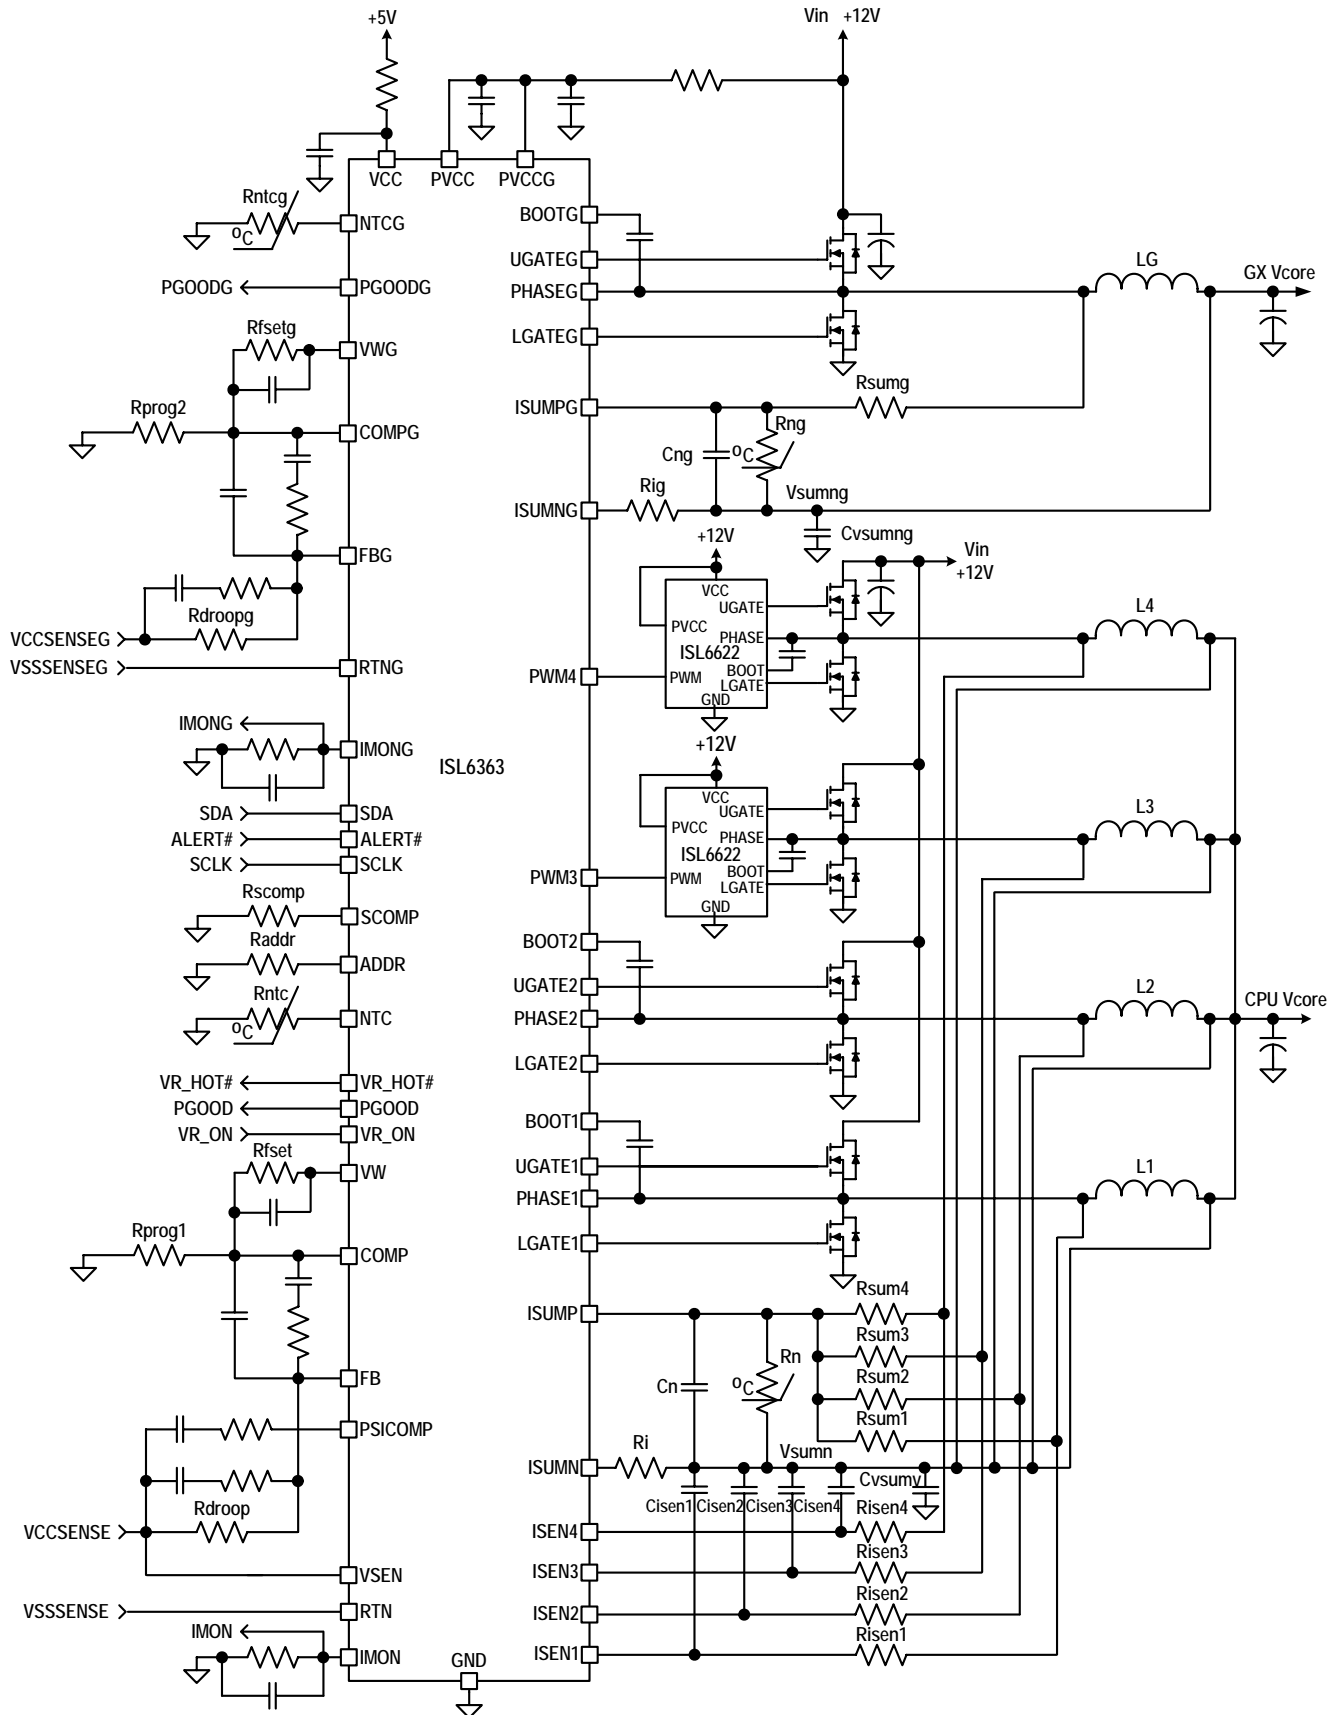 +5V
Vin +12V
VCC
PVCC
PVCCG
Rntcg
oC
NTCG
BOOTG
UGATEG
LG
GX Vcore
PGOODG
PGOODG
PHASEG
Rfsetg
VWG
LGATEG
Rprog2
COMPG
ISUMPG
Rsumg
Rng
Cng
oC
Rig
Vsumng
ISUMNG
Cvsumng
FBG
+12V
Vin
+12V
VCC
UGATE
PVCC
PHASE
ISL6622
BOOT
PWM
LGATE
GND
L4
Rdroopg
VCCSENSEG
VSSSENSEG
RTNG
PWM4
IMONG
IMONG
ISL6363
+12V
VCC
UGATE
PVCC
PHASE
ISL6622
BOOT
PWM
LGATE
GND
L3
SDA
SDA
ALERT#
ALERT#
SCLK
SCLK
PWM3
Rscomp
SCOMP
Raddr
ADDR
BOOT2
Rntc
oC
NTC
UGATE2
PHASE2
L2
CPU Vcore
LGATE2
VR_HOT#
VR_HOT#
PGOOD
PGOOD
VR_ON
VR_ON
BOOT1
Rfset
VW
UGATE1
L1
PHASE1
Rprog1
COMP
LGATE1
ISUMP
Rsum4
Rsum3
Rn
Rsum2
Cn
oC
Rsum1
FB
PSICOMP
Ri
Vsumn
ISUMN
Cvsumv
Cisen1
Cisen2
Cisen3
Cisen4
Rdroop
VCCSENSE
ISEN4
Risen4
VSEN
ISEN3
Risen3
VSSSENSE
RTN
ISEN2
Risen2
IMON
IMON
ISEN1
Risen1
GND